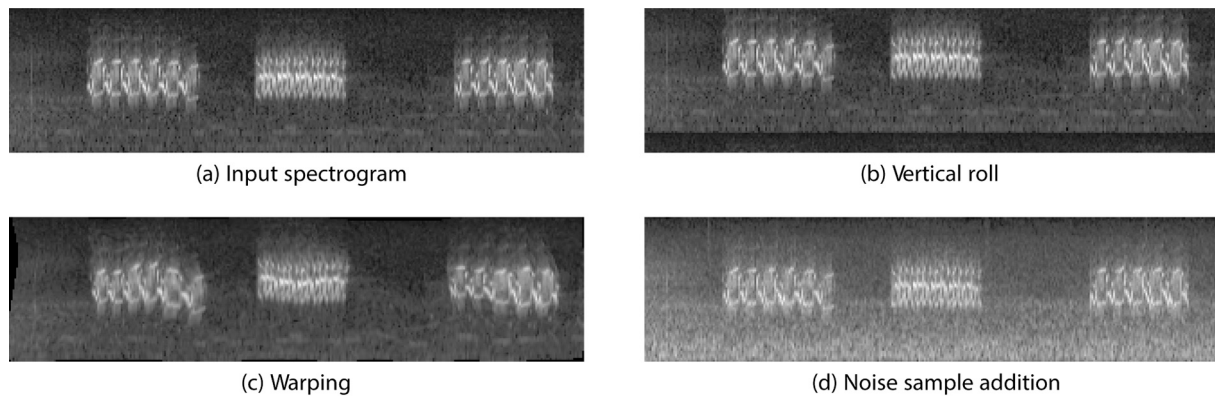 (a) Input spectrogram
(b) Vertical roll
(c) Warping
(d) Noise sample addition